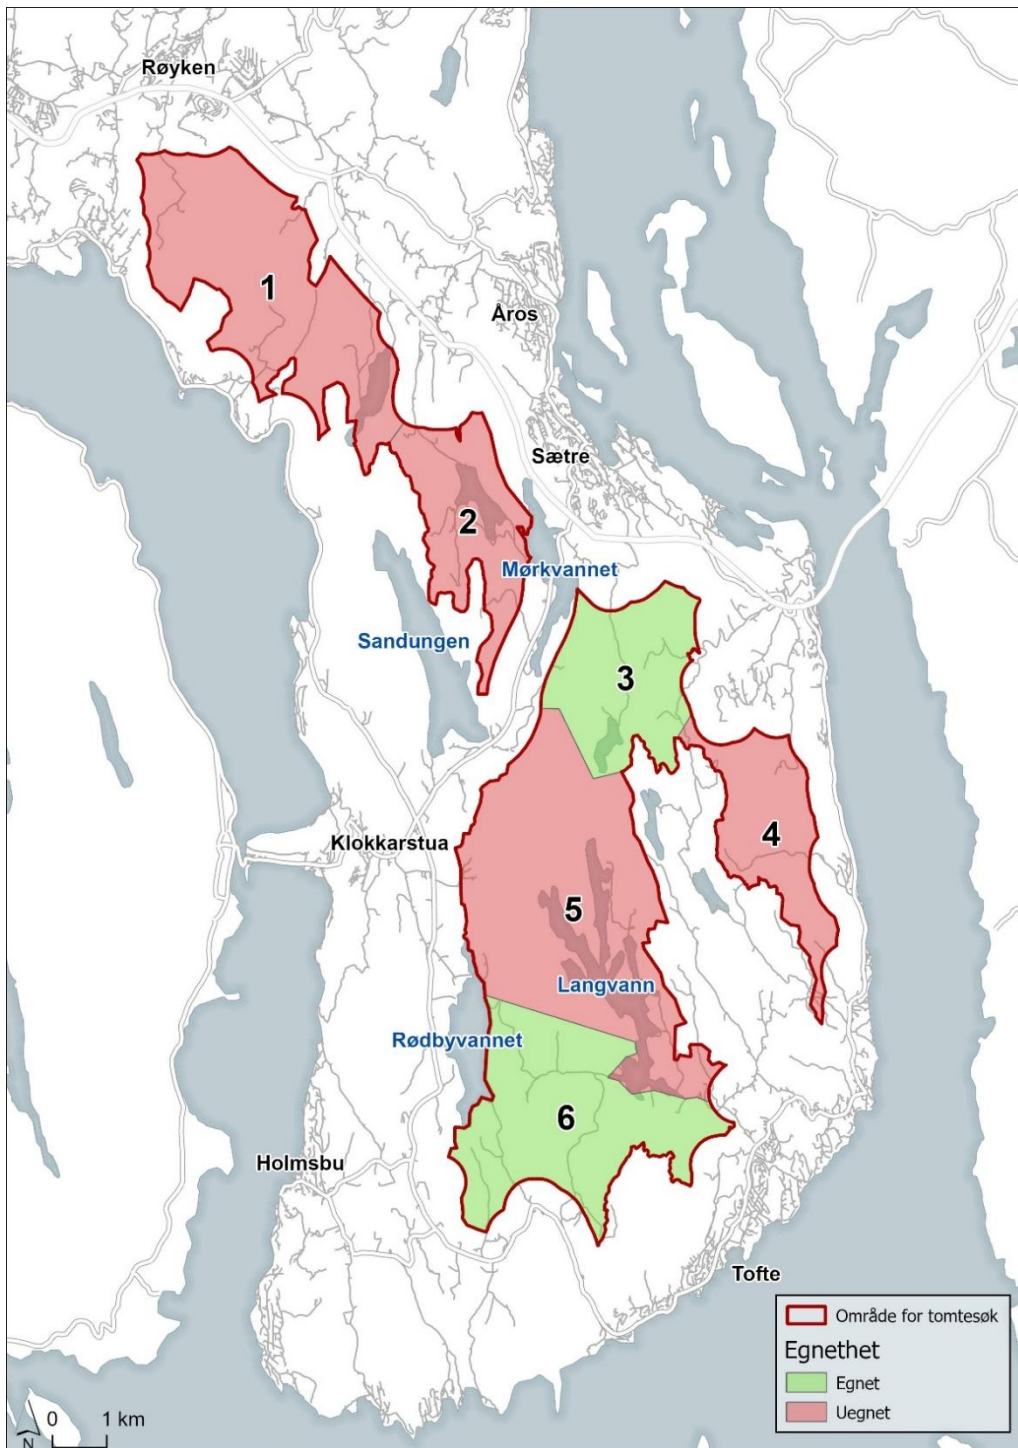 Røyken
1
Åros
Sætre
2
Mørkvannet
Sandungen
3
4
Klokkarstua
5
Langvann
Rødbyvannet
6
Holmsbu
Tofte
Område for tomtesøk
Egnethet
Egnet
Uegnet
0 1 km
N